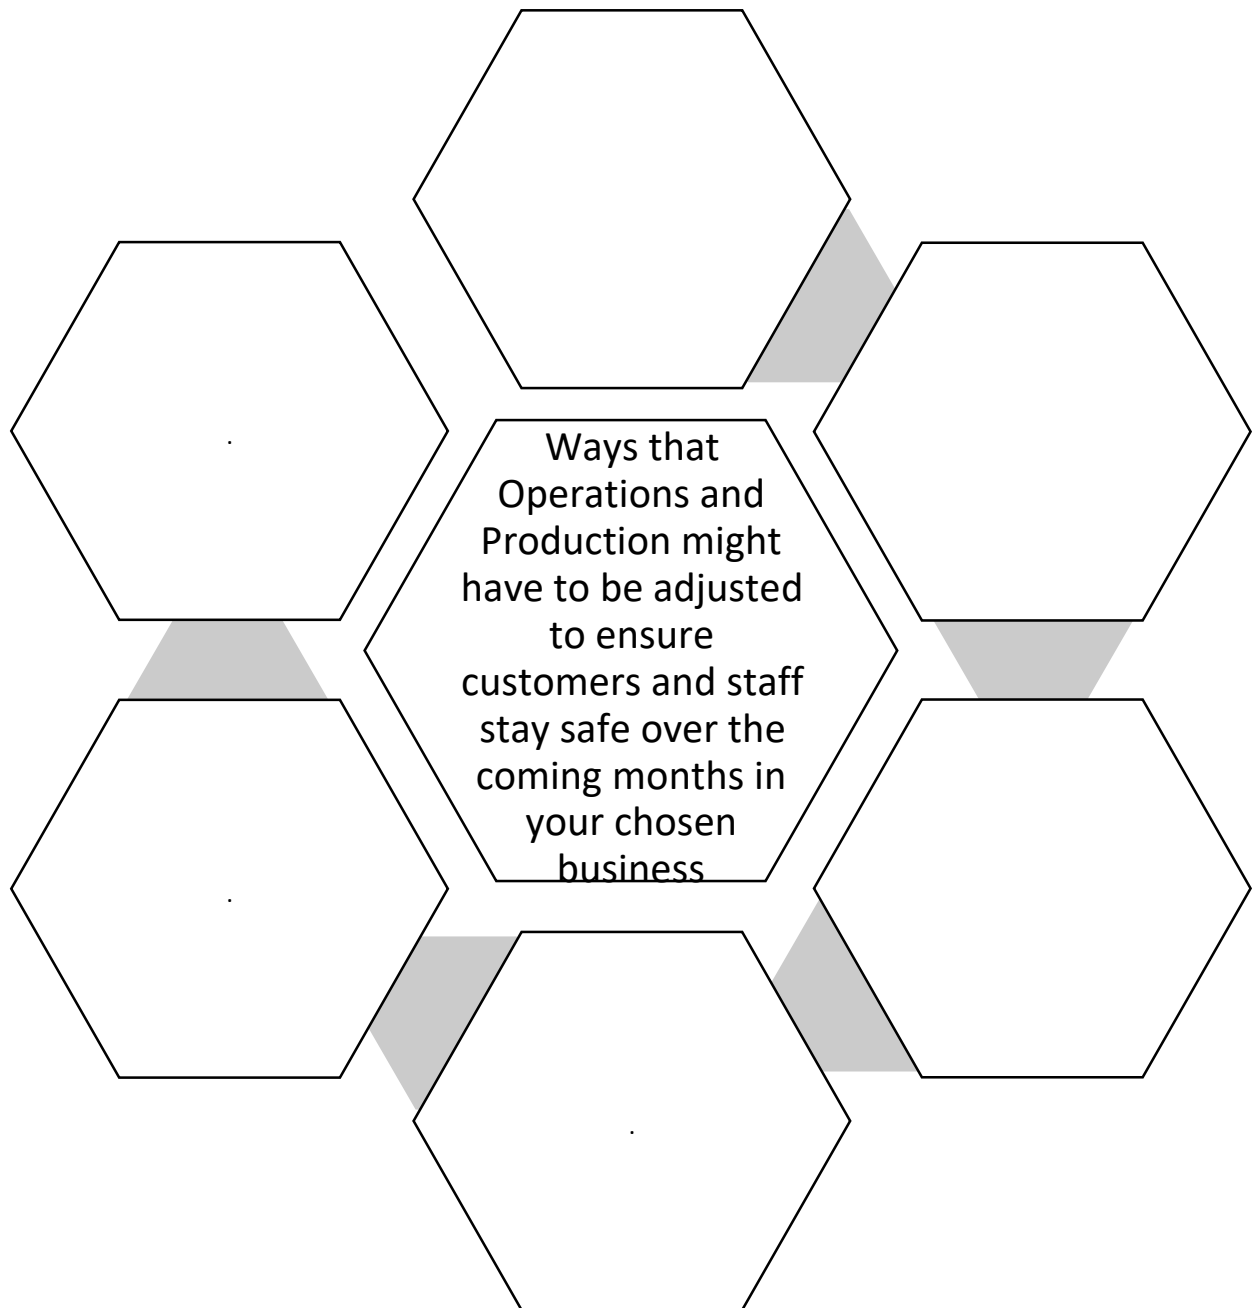 Ways that
Operations and
Production might
have to be adjusted
to ensure
customers and staff
stay safe over the
coming months in
your chosen
business
.
.
.